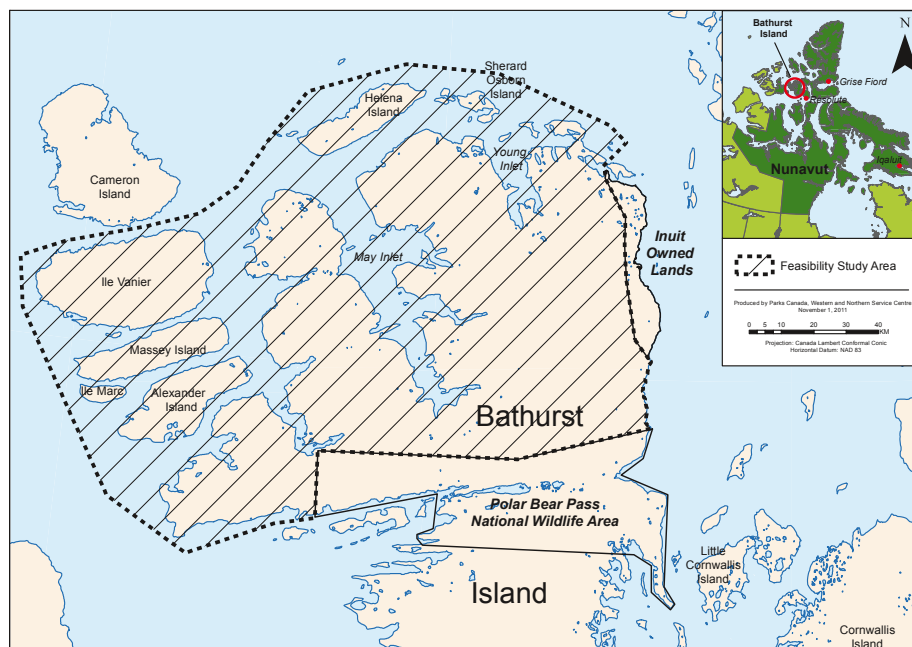 Sherard
Osborn
Island
Helena
Island
Young
Inlet
Cameron
Island
May Inlet
Inuit
Owned
Lands
Ile Vanier
Massey Island
Ile Marc
Alexander
Island
Bathurst
Polar Bear Pass
National Wildlife Area
Little
Cornwallis
Island
Island
Cornwallis
Island
Bathurst
Island
N
Grise Fiord
Resolute
Iqaluit
Nunavut
Feasibility Study Area
Produced by Parks Canada, Western and Northern Service Centre
November 1, 2011
0 5 10 20 30 40
KM
Projection: Canada Lambert Conformal Conic
Horizontal Datum: NAD 83